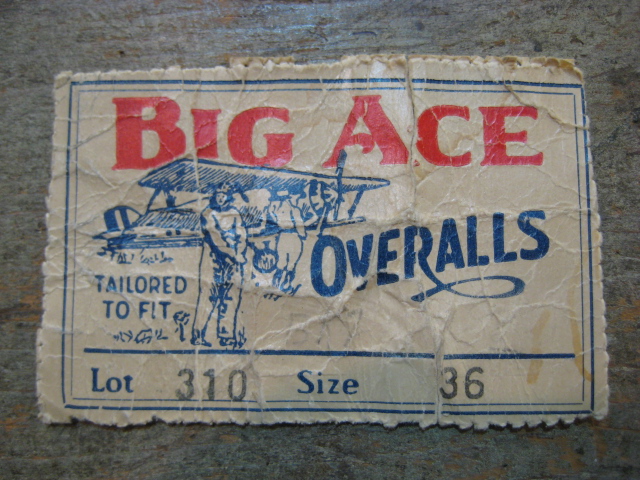 BIG ACE
OVERALLS
TAILORED
TO FIT
Lot 310 Size 36